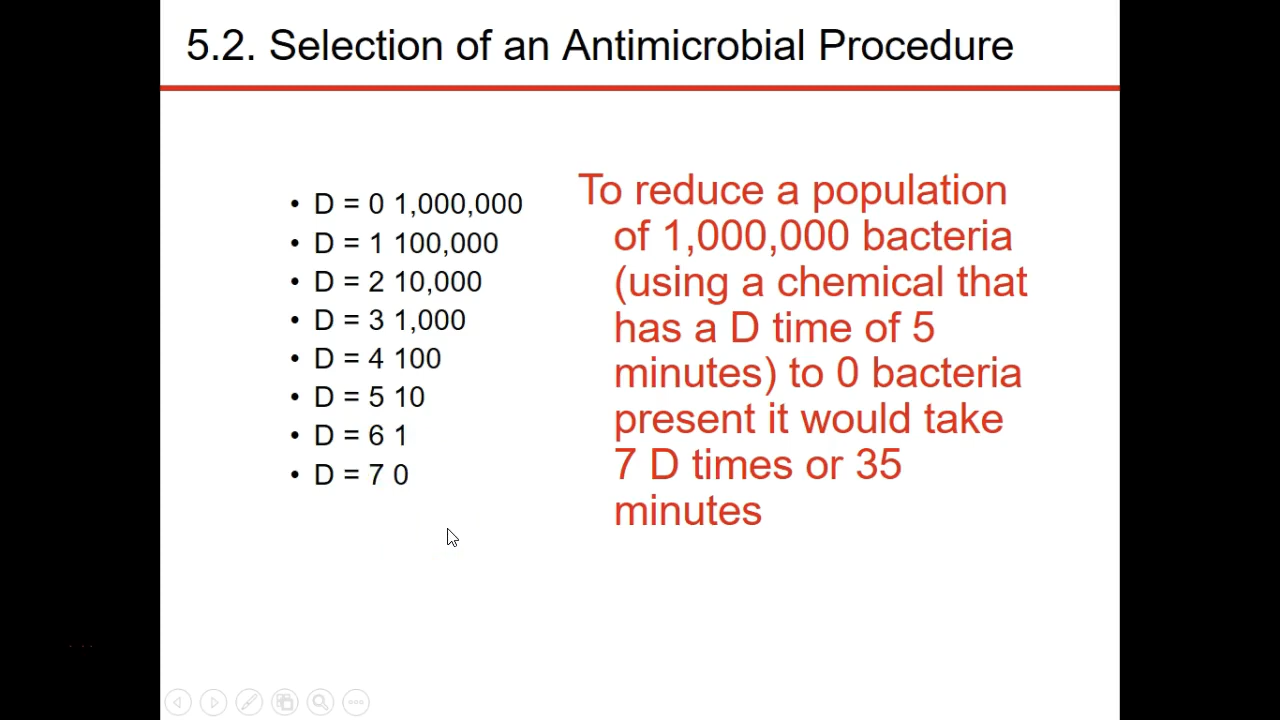 5.2. Selection of an Antimicrobial Procedure
• D = 0 1,000,000
• D = 1 100,000
• D = 2 10,000
• D = 3 1,000
• D = 4 100
• D = 5 10
• D = 6 1
• D = 7 0
To reduce a population
of 1,000,000 bacteria
(using a chemical that
has a D time of 5
minutes) to 0 bacteria
present it would take
7 D times or 35
minutes